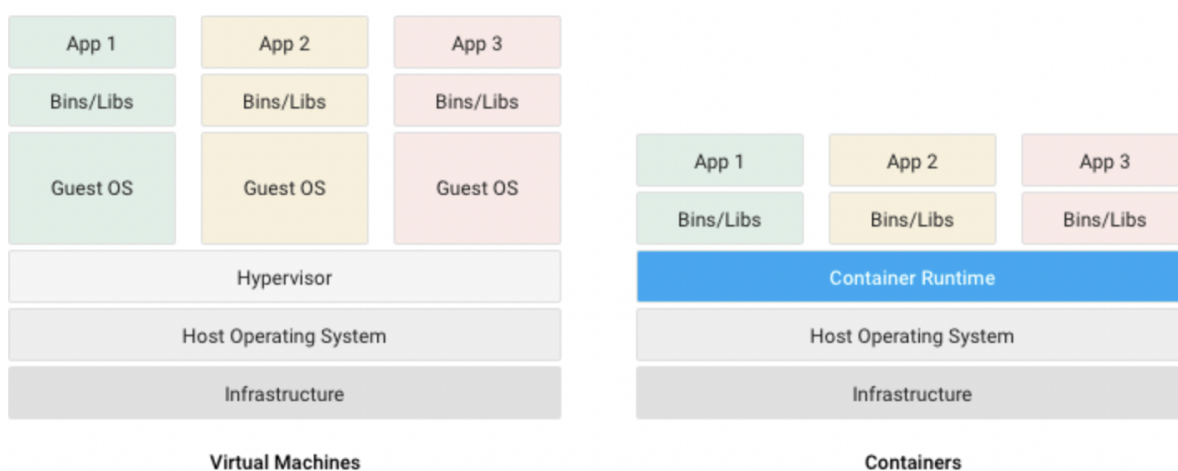 App 1
App 2
App 3
Bins/Libs
Bins/Libs
Bins/Libs
Guest OS
Guest OS
Guest OS
Hypervisor
Host Operating System
Infrastructure
Virtual Machines
App 1
App 2
App 3
Bins/Libs
Bins/Libs
Bins/Libs
Container Runtime
Host Operating System
Infrastructure
Containers